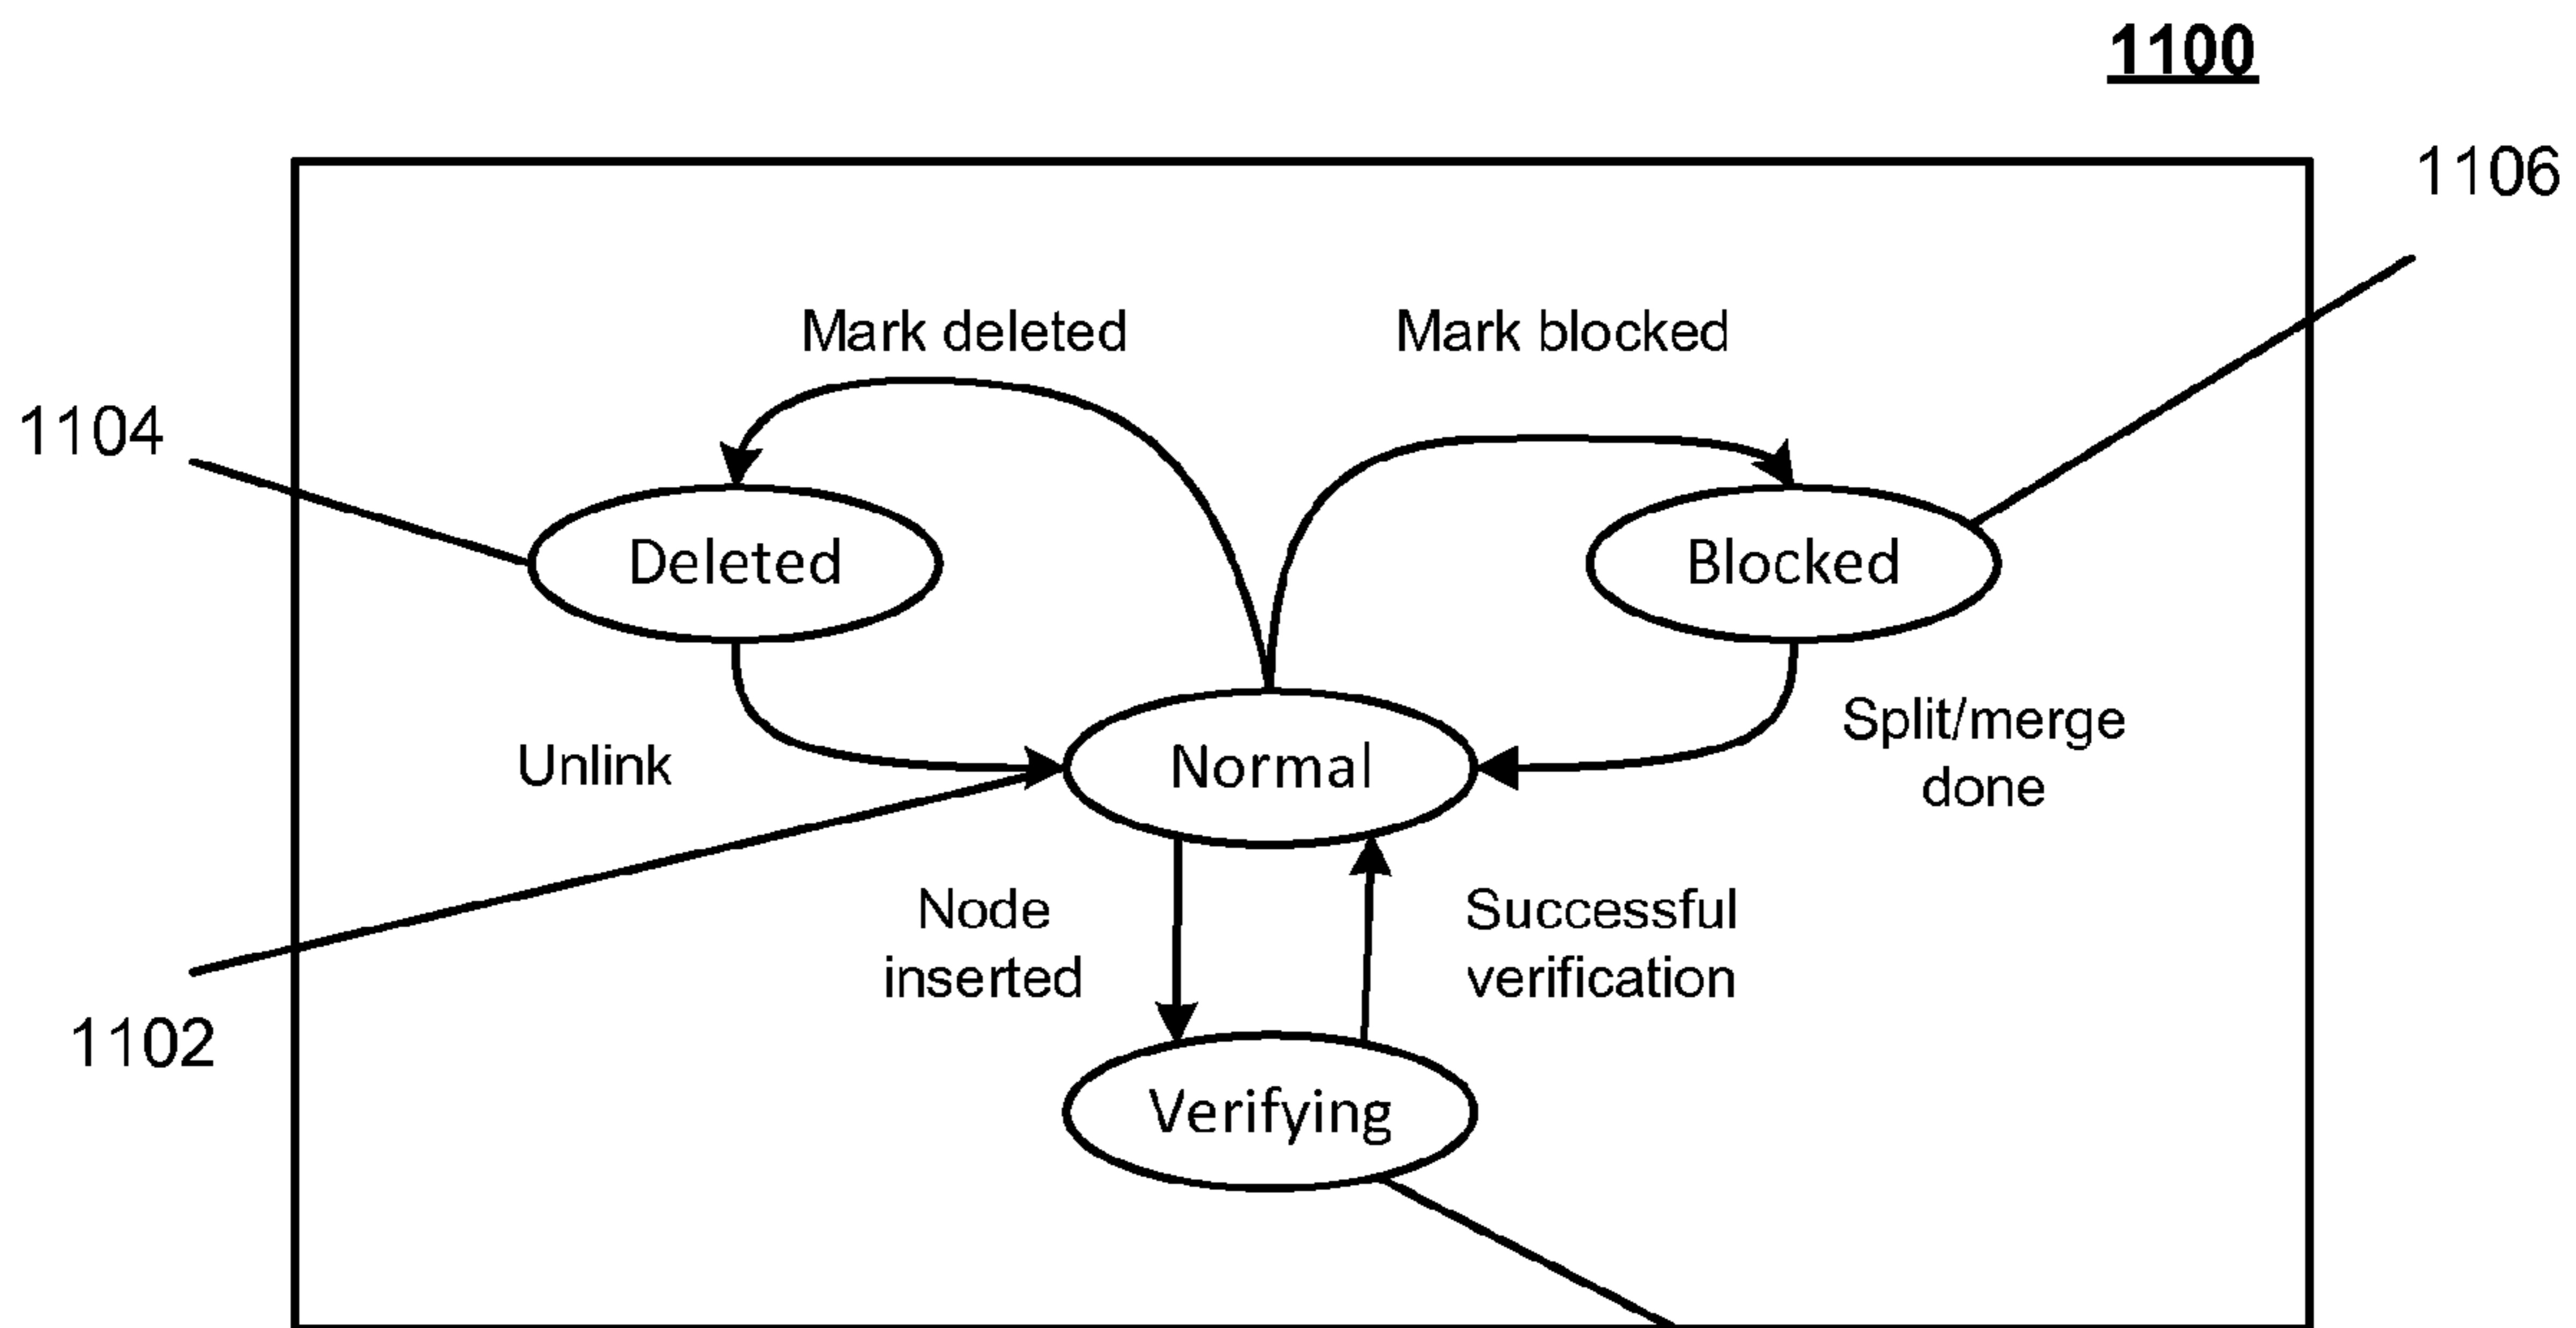 1100
1106
Mark deleted
Mark blocked
1104
Deleted
Blocked
Unlink
Normal
Split/merge
done
Node
inserted
Successful
verification
1102
Verifying